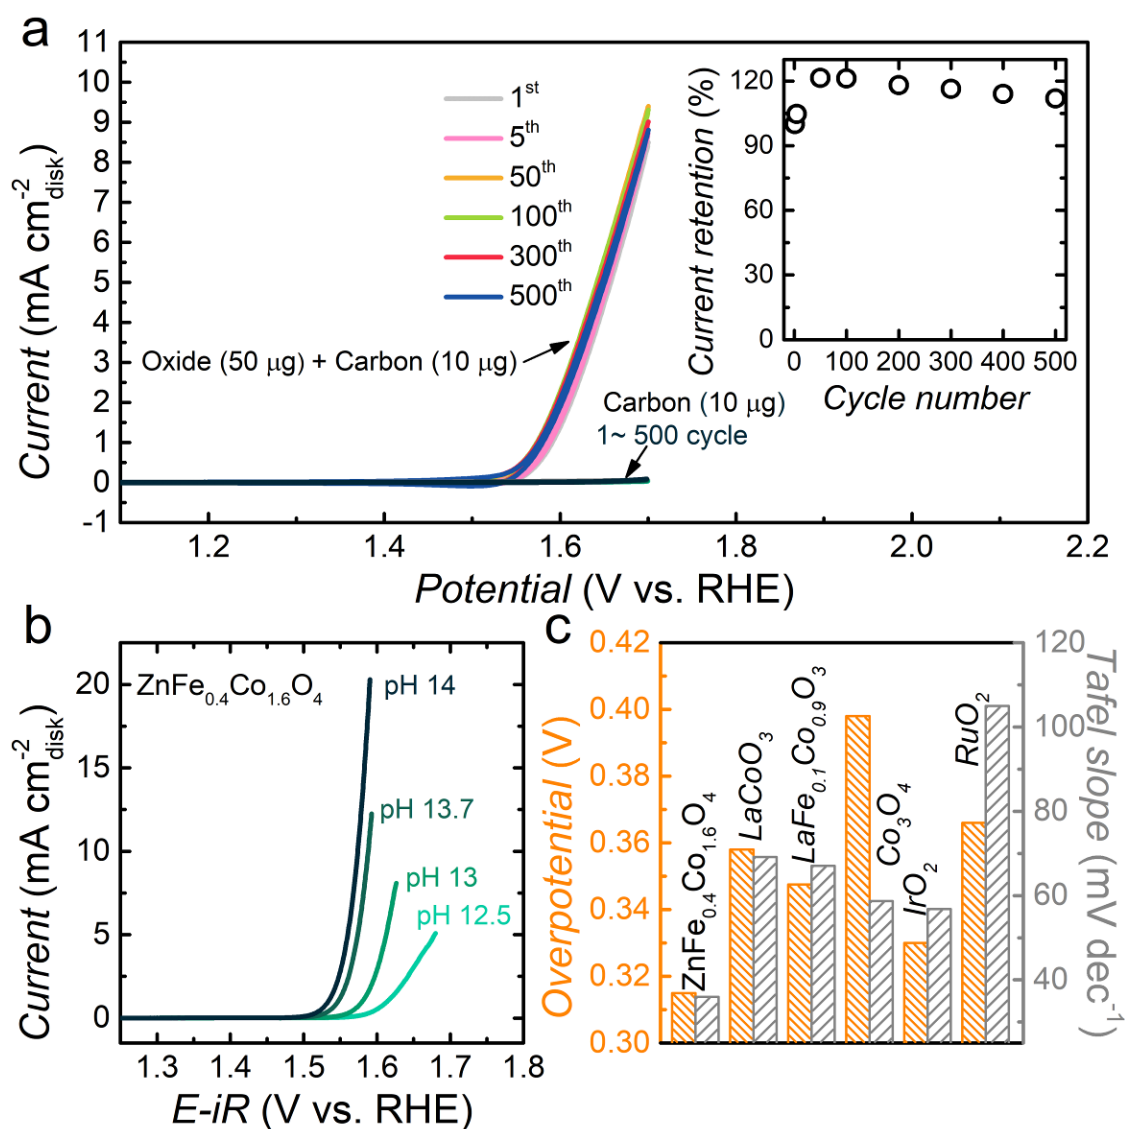 a
11
10
9
8
7
6
5
4
3
2
1
0
-1
Current (mA cm⁻²disk)
1st
5th
50th
100th
300th
500th
Oxide (50 μg) + Carbon (10 μg)
Carbon (10 μg)
1~ 500 cycle
1.2 1.4 1.6 1.8 2.0 2.2
Potential (V vs. RHE)
Current retention (%)
120
90
60
30
0
0 100 200 300 400 500
Cycle number
b
ZnFe0.4Co1.6O4
20
15
10
5
0
Current (mA cm⁻²disk)
pH 14
pH 13.7
pH 13
pH 12.5
1.3 1.4 1.5 1.6 1.7 1.8
E-iR (V vs. RHE)
c
Overpotential (V)
0.42
0.40
0.38
0.36
0.34
0.32
0.30
ZnFe0.4Co1.6O4
LaCoO3
LaFe0.1Co0.9O3
Co3O4
IrO2
RuO2
120
100
80
60
40
Tafel slope (mV dec⁻¹)